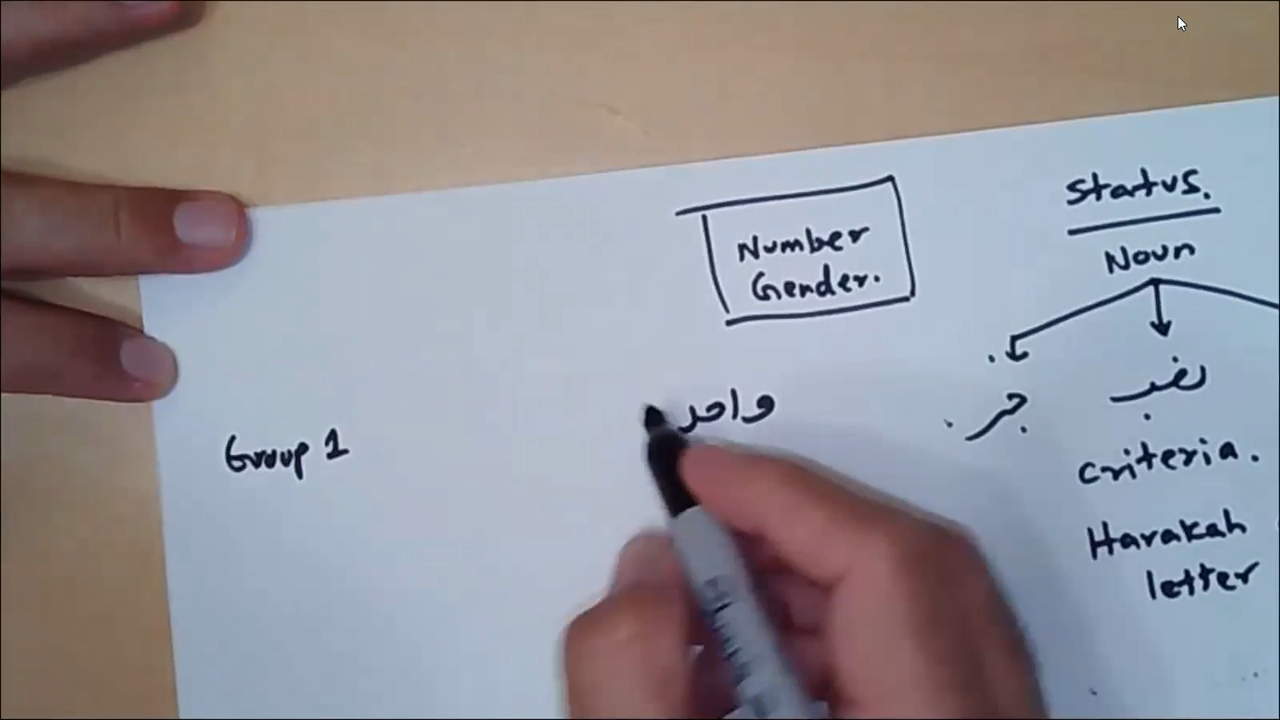 Status.
Noun
Number
Gender.
نصب
جر
criteria.
واحد
Group 1
Harakah
letter